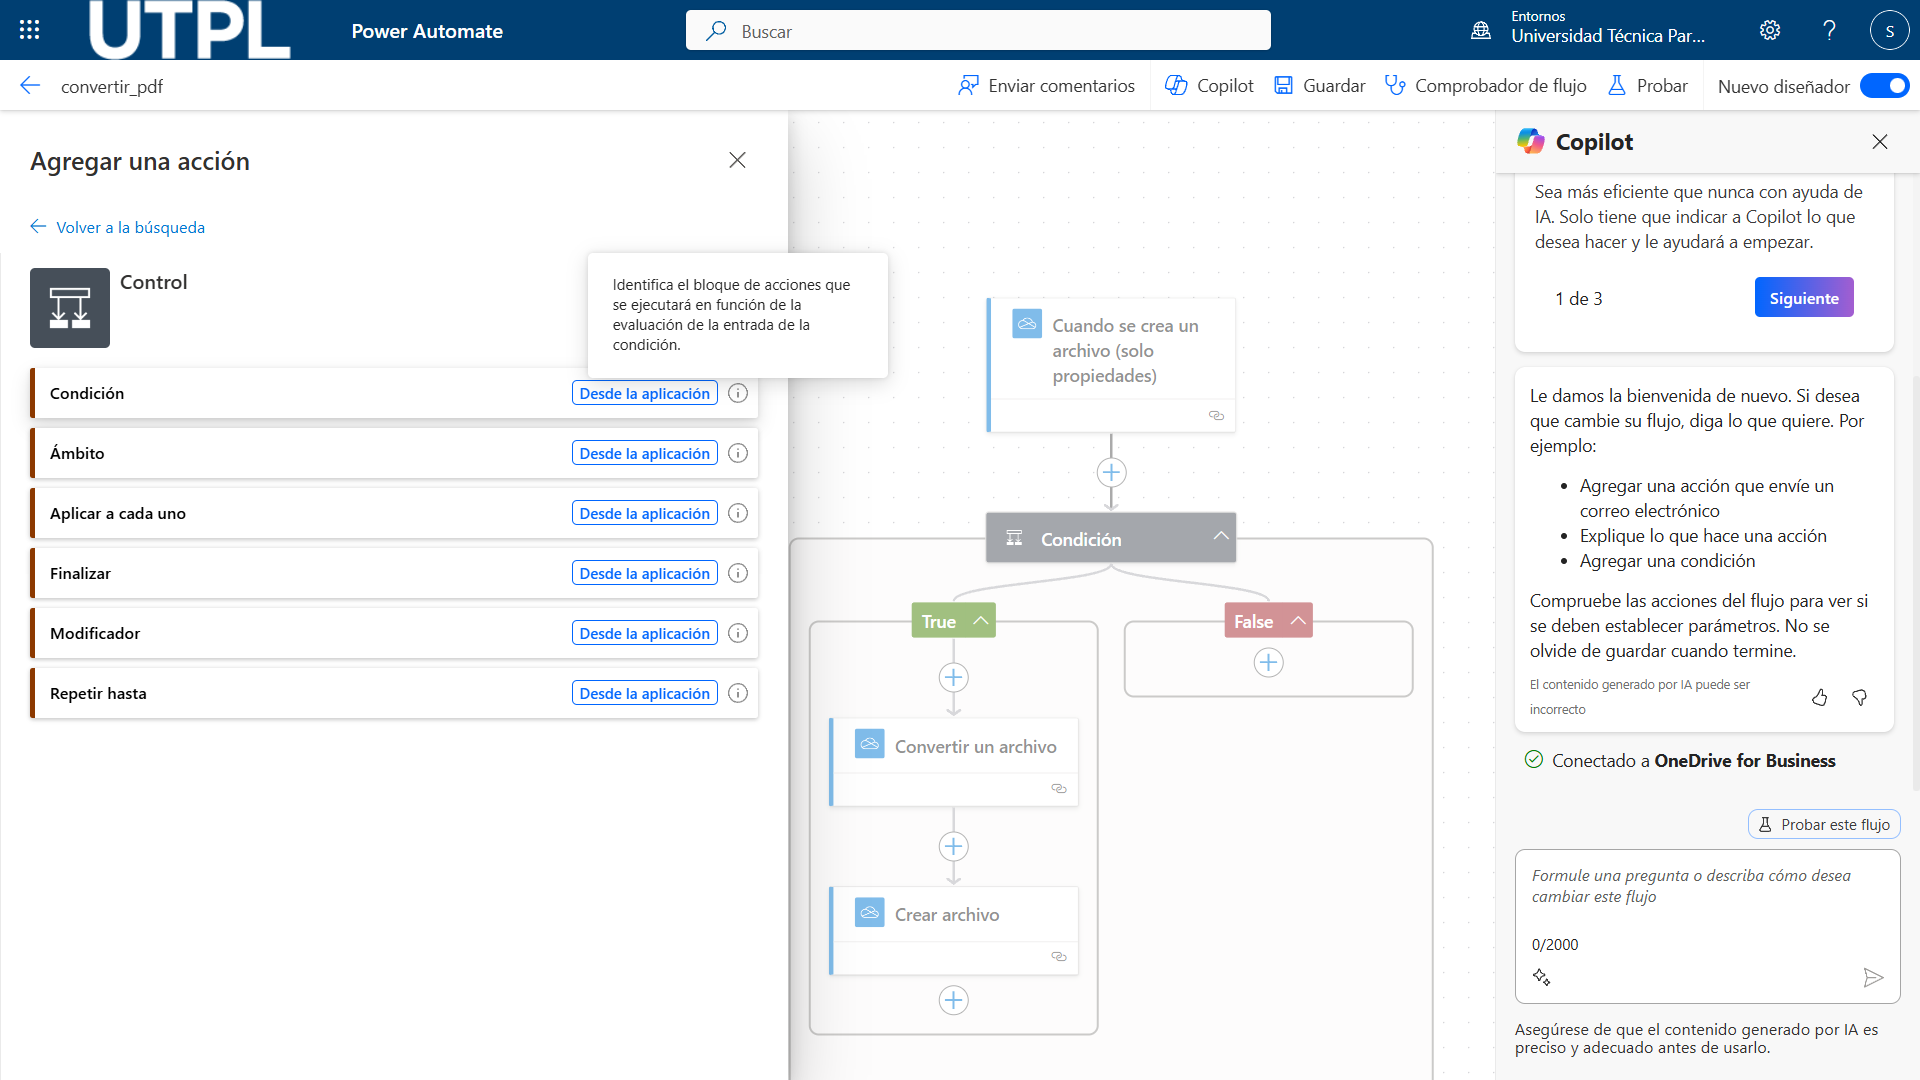 UTPL
Power Automate
Buscar
Entornos
Universidad Técnica Par...
?
S
convertir_pdf
Enviar comentarios
Copilot
Guardar
Comprobador de flujo
Probar
Nuevo diseñador
Agregar una acción
Volver a la búsqueda
Control
Identifica el bloque de acciones que
se ejecutará en función de la
evaluación de la entrada de la
condición.
Condición
Desde la aplicación
Ámbito
Desde la aplicación
Aplicar a cada uno
Desde la aplicación
Finalizar
Desde la aplicación
Modificador
Desde la aplicación
Repetir hasta
Desde la aplicación
Cuando se crea un
archivo (solo
propiedades)
Condición
True
False
Convertir un archivo
Crear archivo
Copilot
Sea más eficiente que nunca con ayuda de
IA. Solo tiene que indicar a Copilot lo que
desea hacer y le ayudará a empezar.
1 de 3
Siguiente
Le damos la bienvenida de nuevo. Si desea
que cambie su flujo, diga lo que quiere. Por
ejemplo:
• Agregar una acción que envíe un
correo electrónico
• Explique lo que hace una acción
• Agregar una condición
Compruebe las acciones del flujo para ver si
se deben establecer parámetros. No se
olvide de guardar cuando termine.
El contenido generado por IA puede ser
incorrecto
Conectado a OneDrive for Business
Probar este flujo
Formule una pregunta o describa cómo desea
cambiar este flujo
0/2000
Asegúrese de que el contenido generado por IA es
preciso y adecuado antes de usarlo.